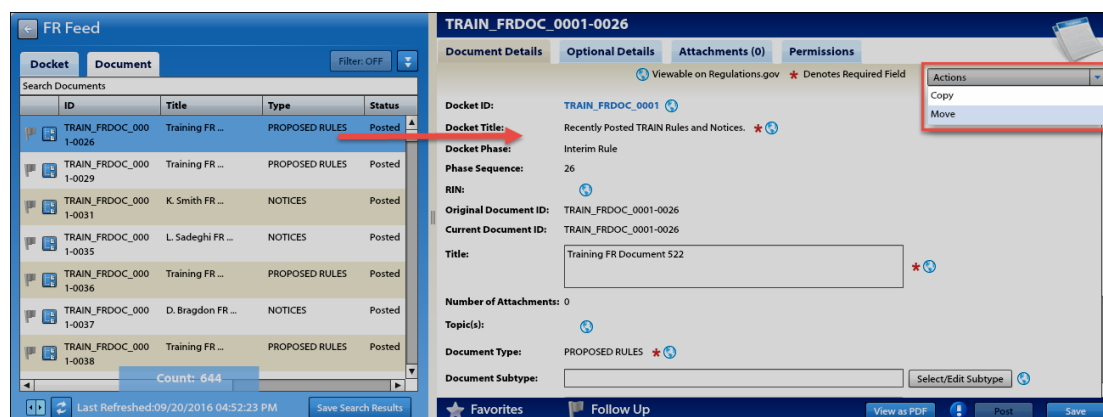 FR Feed
Docket
Document
Filter: OFF
Search Documents
ID Title Type Status
TRAIN_FRDOC_000 Training FR ... PROPOSED RULES Posted
1-0026
TRAIN_FRDOC_000 Training FR ... PROPOSED RULES Posted
1-0029
TRAIN_FRDOC_000 K. Smith FR ... NOTICES Posted
1-0031
TRAIN_FRDOC_000 L. Sadeghi FR ... NOTICES Posted
1-0035
TRAIN_FRDOC_000 Training FR ... PROPOSED RULES Posted
1-0036
TRAIN_FRDOC_000 D. Bragdon FR ... NOTICES Posted
1-0037
TRAIN_FRDOC_000 Training FR ... PROPOSED RULES Posted
1-0038
Count: 644
Last Refreshed:09/20/2016 04:52:23 PM
Save Search Results
TRAIN_FRDOC_0001-0026
Document Details
Optional Details
Attachments (0)
Permissions
Viewable on Regulations.gov * Denotes Required Field
Actions
Copy
Move
Docket ID: TRAIN_FRDOC_0001
Docket Title: Recently Posted TRAIN Rules and Notices. *
Docket Phase: Interim Rule
Phase Sequence: 26
RIN:
Original Document ID: TRAIN_FRDOC_0001-0026
Current Document ID: TRAIN_FRDOC_0001-0026
Title: Training FR Document 522 *
Number of Attachments: 0
Topic(s):
Document Type: PROPOSED RULES *
Document Subtype: Select/Edit Subtype
Favorites
Follow Up
View as PDF
Post
Save